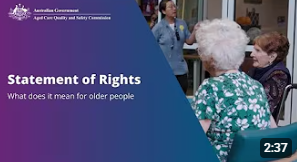 Australian Government
Aged Care Quality and Safety Commission
Statement of Rights
What does it mean for older people
2:37